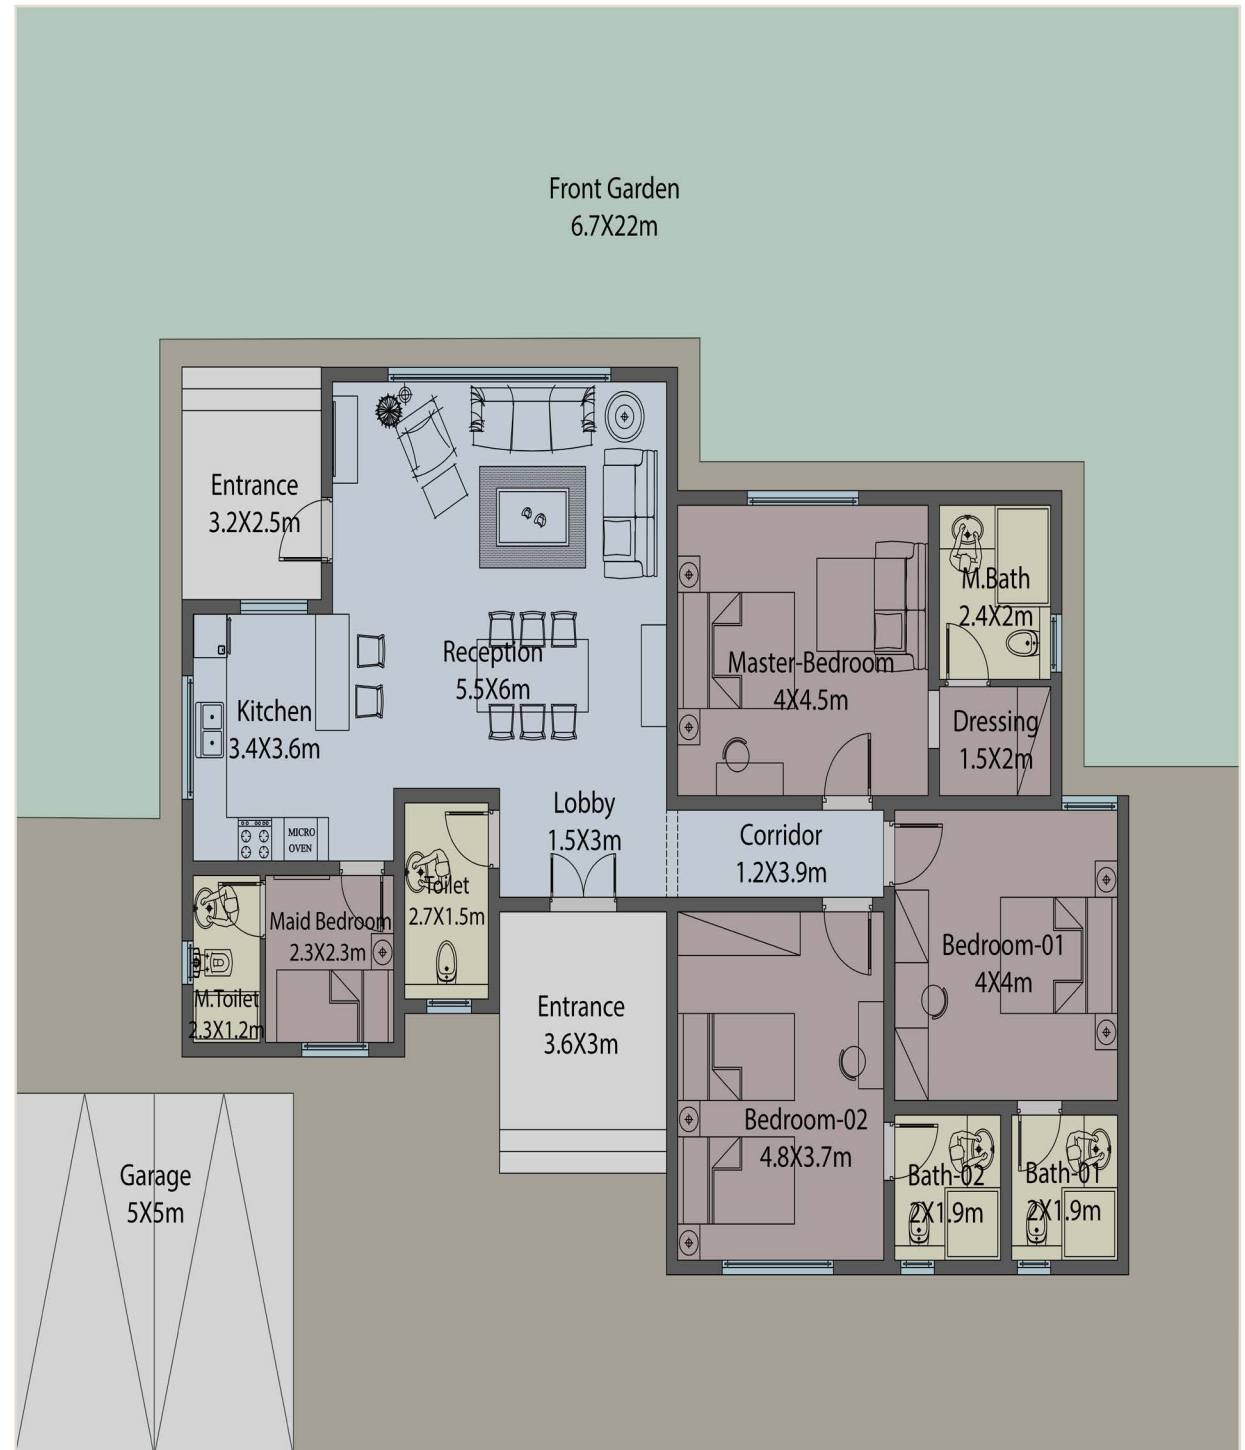 Front Garden
6.7X22m
Entrance
3.2X2.5m
M.Bath
2.4X2m
Reception
5.5X6m
Master-Bedroom
4X4.5m
Kitchen
3.4X3.6m
Dressing
1.5X2m
Lobby
1.5X3m
Corridor
1.2X3.9m
MICRO
OVEN
Toilet
2.7X1.5m
Maid Bedroom
2.3X2.3m
Bedroom-01
4X4m
M.Toilet
2.3X1.2m
Entrance
3.6X3m
Bedroom-02
4.8X3.7m
Garage
5X5m
Bath-02
2X1.9m
Bath-01
2X1.9m